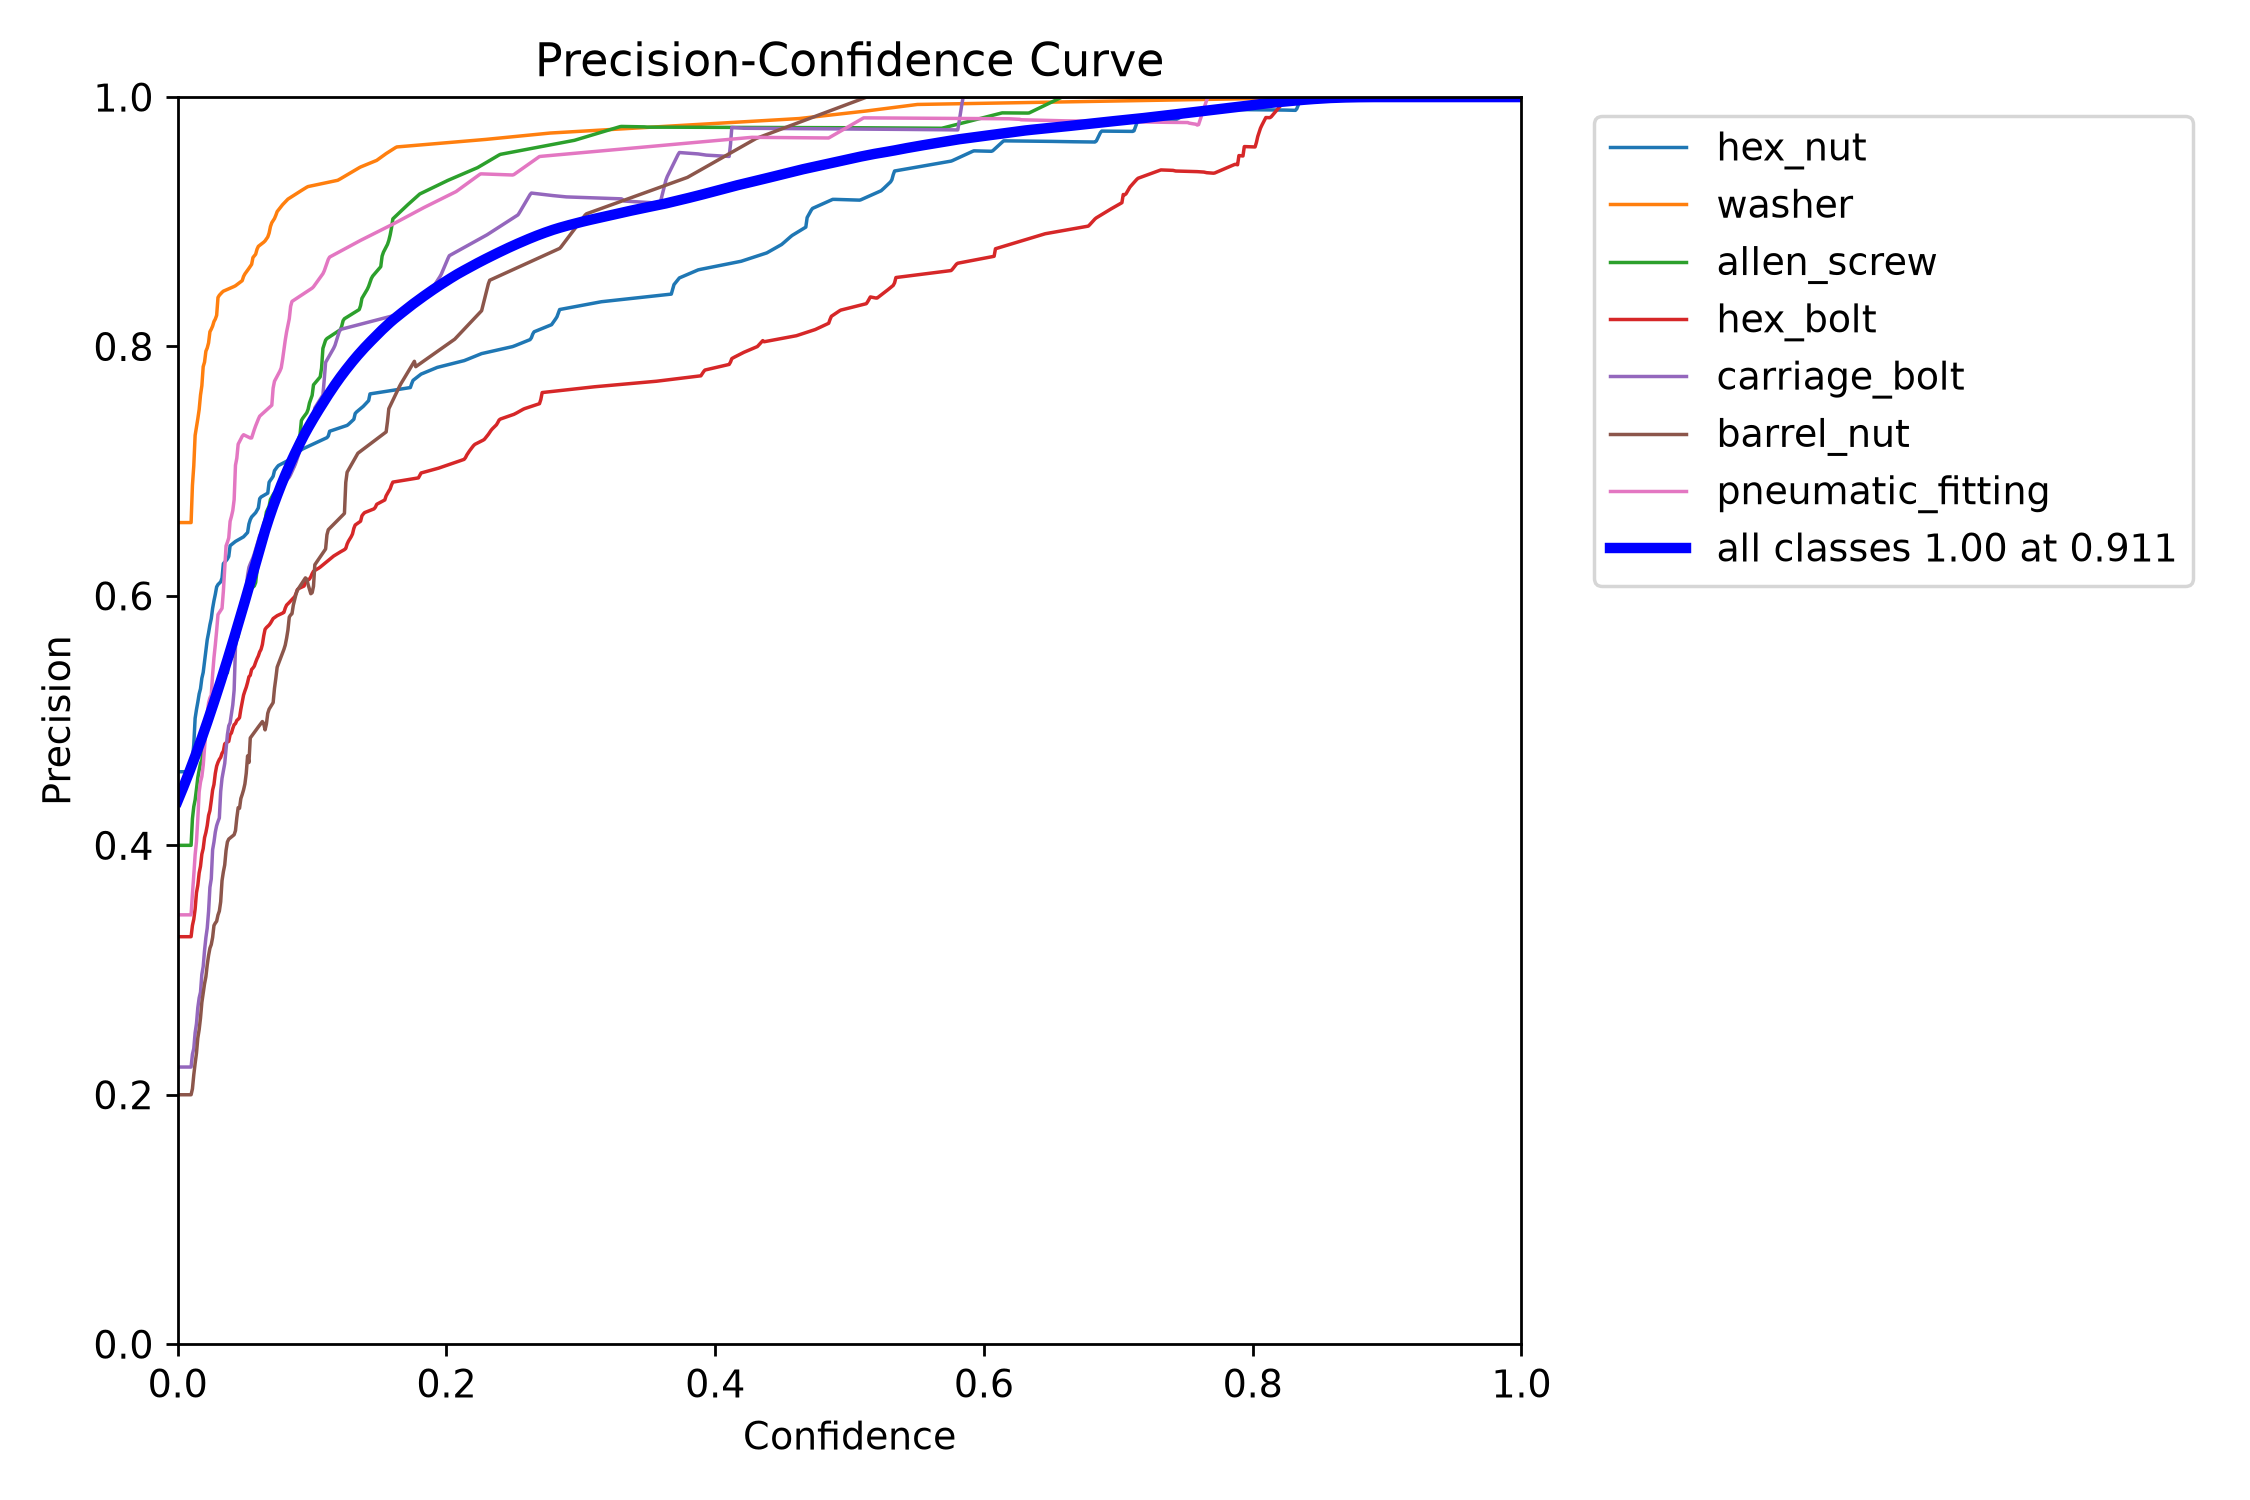 Precision-Confidence Curve
1.0
0.8
0.6
0.4
0.2
0.0
Precision
0.0 0.2 0.4 0.6 0.8 1.0
Confidence
hex_nut
washer
allen_screw
hex_bolt
carriage_bolt
barrel_nut
pneumatic_fitting
all classes 1.00 at 0.911